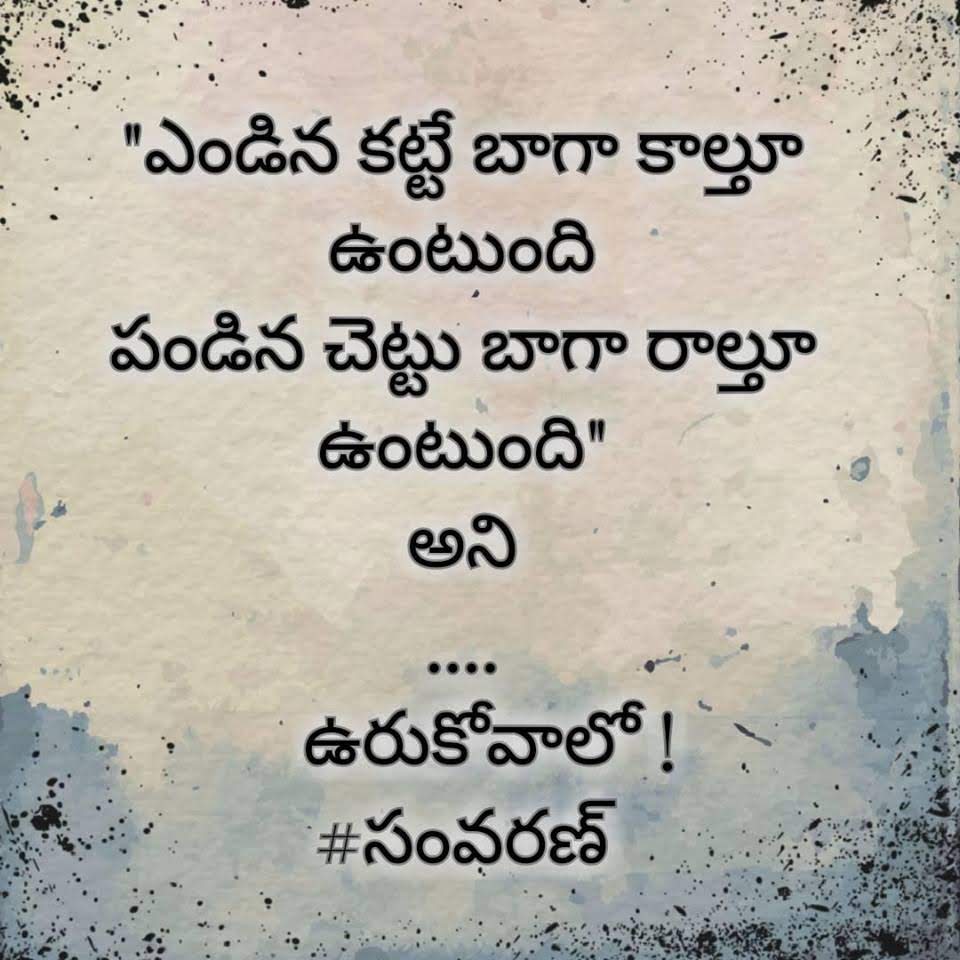 "ఎండిన కట్టే బాగా కాల్తూ
ఉంటుంది
పండిన చెట్టు బాగా రాల్తూ
ఉంటుంది"
అని
....
ఉరుకోవాలో !
#సంవరణ్